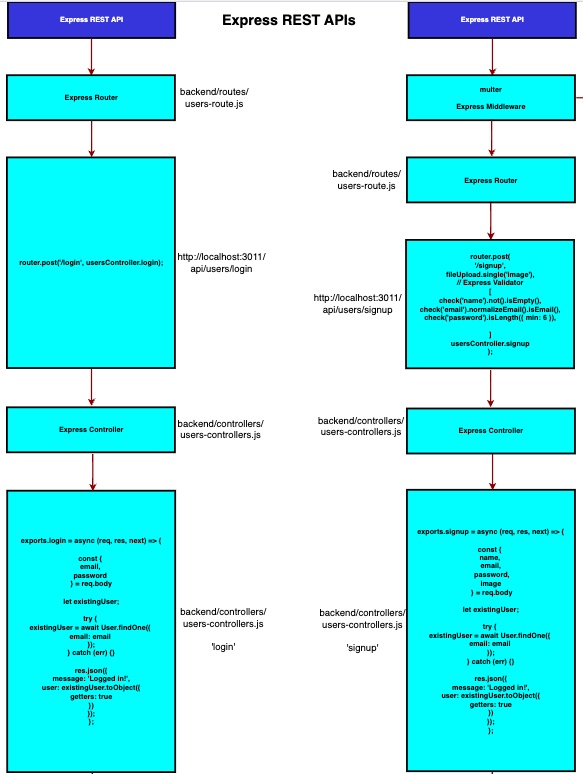 Express REST APIs
Express REST API
Express Router
backend/routes/
users-route.js
router.post('/login', usersController.login);
http://localhost:3011/
api/users/login
Express Controller
backend/controllers/
users-controllers.js
exports.login = async (req, res, next) => {
const {
email,
password
} = req.body
let existingUser;
try {
existingUser = await User.findOne({
email: email
});
} catch (err) {}
res.json({
message: 'Logged in!',
user: existingUser.toObject({
getters: true
})
});
};
backend/controllers/
users-controllers.js
'login'
Express REST API
multer
Express Middleware
backend/routes/
users-route.js
Express Router
http://localhost:3011/
api/users/signup
router.post(
'/signup',
fileUpload.single('image'),
// Express Validator
[
check('name').not().isEmpty(),
check('email').normalizeEmail().isEmail(),
check('password').isLength({ min: 6 }),
]
usersController.signup
);
backend/controllers/
users-controllers.js
Express Controller
exports.signup = async (req, res, next) => {
const {
name,
email,
password,
image
} = req.body
let existingUser;
try {
existingUser = await User.findOne({
email: email
});
} catch (err) {}
res.json({
message: 'Logged in!',
user: existingUser.toObject({
getters: true
})
});
};
backend/controllers/
users-controllers.js
'signup'